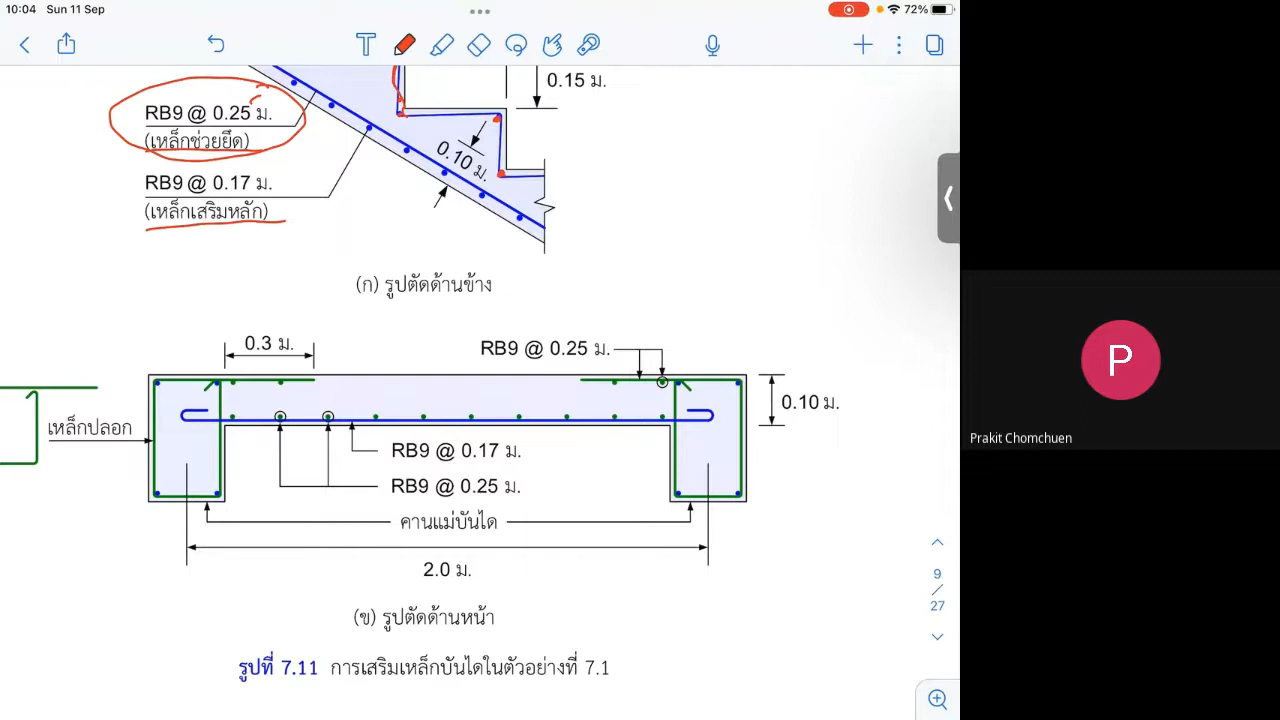 10:04 Sun 11 Sep
72%
T
0.15 ม.
RB9 @ 0.25 ม.
(เหล็กช่วยยึด)
0.10 ม.
RB9 @ 0.17 ม.
(เหล็กเสริมหลัก)
(ก) รูปตัดด้านข้าง
0.3 ม.
RB9 @ 0.25 ม.
0.10 ม.
เหล็กปลอก
RB9 @ 0.17 ม.
RB9 @ 0.25 ม.
คานแม่บันได
2.0 ม.
(ข) รูปตัดด้านหน้า
รูปที่ 7.11 การเสริมเหล็กบันไดในตัวอย่างที่ 7.1
9
/
27
P
Prakit Chomchuen